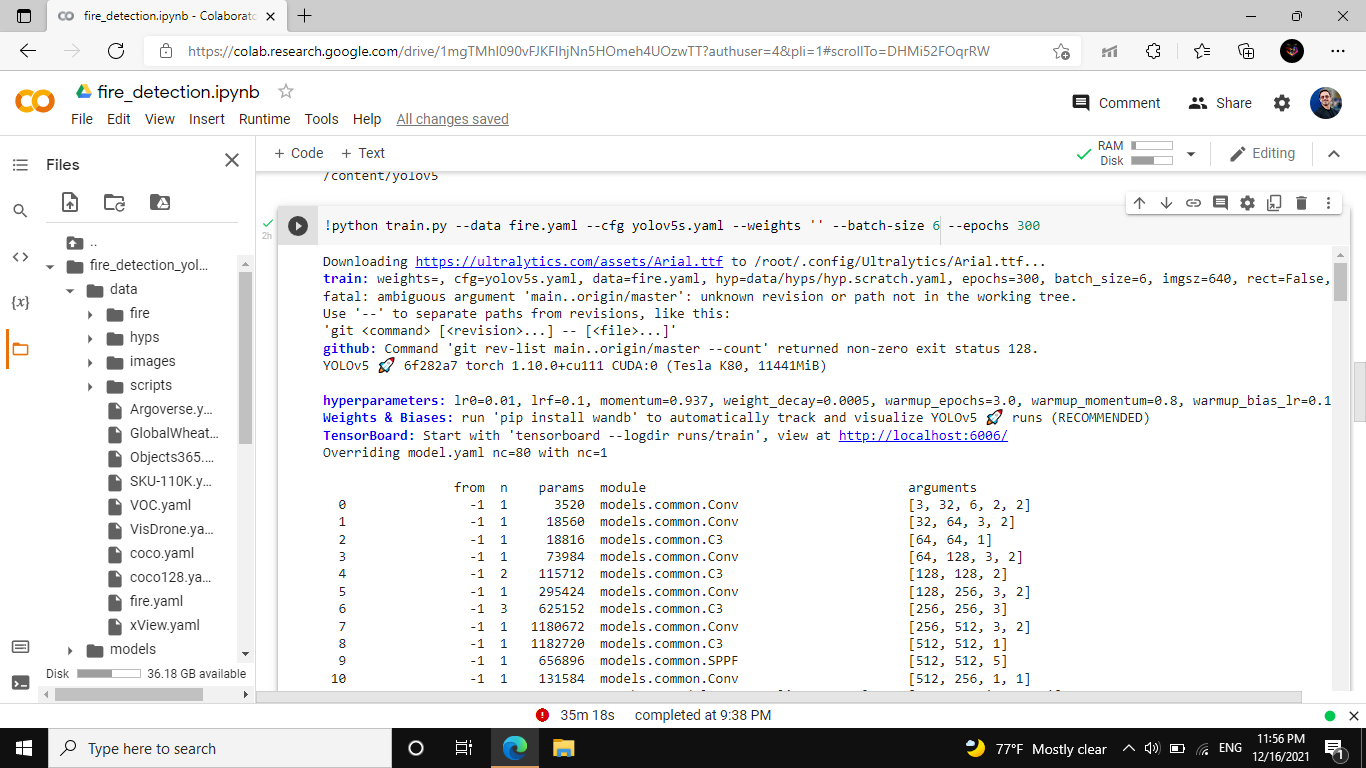 fire_detection.ipynb - Colaborato
https://colab.research.google.com/drive/1mgTMhl090vFJKFlhjNn5HOmeh4UOzwTT?authuser=4&pli=1#scrollTo=DHMi52FOqrRW
fire_detection.ipynb
Comment Share
File Edit View Insert Runtime Tools Help All changes saved
Files
+ Code + Text
RAM
Disk
Editing
/content/yolov5
..
fire_detection_yol...
data
fire
hyps
images
scripts
Argoverse.y...
GlobalWheat...
Objects365....
SKU-110K.y...
VOC.yaml
VisDrone.ya...
coco.yaml
coco128.ya...
fire.yaml
xView.yaml
models
Disk 36.18 GB available
2h
!python train.py --data fire.yaml --cfg yolov5s.yaml --weights '' --batch-size 6 --epochs 300
Downloading https://ultralytics.com/assets/Arial.ttf to /root/.config/Ultralytics/Arial.ttf...
train: weights=, cfg=yolov5s.yaml, data=fire.yaml, hyp=data/hyps/hyp.scratch.yaml, epochs=300, batch_size=6, imgsz=640, rect=False,
fatal: ambiguous argument 'main..origin/master': unknown revision or path not in the working tree.
Use '--' to separate paths from revisions, like this:
'git <command> [<revision>...] -- [<file>...]'
github: Command 'git rev-list main..origin/master --count' returned non-zero exit status 128.
YOLOv5 🚀 6f282a7 torch 1.10.0+cu111 CUDA:0 (Tesla K80, 11441MiB)
hyperparameters: lr0=0.01, lrf=0.1, momentum=0.937, weight_decay=0.0005, warmup_epochs=3.0, warmup_momentum=0.8, warmup_bias_lr=0.1
Weights & Biases: run 'pip install wandb' to automatically track and visualize YOLOv5 🚀 runs (RECOMMENDED)
TensorBoard: Start with 'tensorboard --logdir runs/train', view at http://localhost:6006/
Overriding model.yaml nc=80 with nc=1
from n params module arguments
0 -1 1 3520 models.common.Conv [3, 32, 6, 2, 2]
1 -1 1 18560 models.common.Conv [32, 64, 3, 2]
2 -1 1 18816 models.common.C3 [64, 64, 1]
3 -1 1 73984 models.common.Conv [64, 128, 3, 2]
4 -1 2 115712 models.common.C3 [128, 128, 2]
5 -1 1 295424 models.common.Conv [128, 256, 3, 2]
6 -1 3 625152 models.common.C3 [256, 256, 3]
7 -1 1 1180672 models.common.Conv [256, 512, 3, 2]
8 -1 1 1182720 models.common.C3 [512, 512, 1]
9 -1 1 656896 models.common.SPPF [512, 512, 5]
10 -1 1 131584 models.common.Conv [512, 256, 1, 1]
35m 18s completed at 9:38 PM
Type here to search
77°F Mostly clear
ENG
11:56 PM
12/16/2021
1